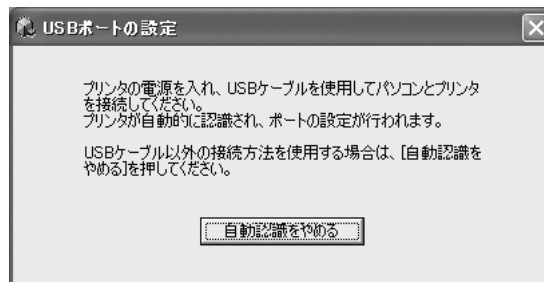 USBポートの設定
プリンタの電源を入れ、USBケーブルを使用してパソコンとプリンタ
を接続してください。
プリンタが自動的に認識され、ポートの設定が行われます。
USBケーブル以外の接続方法を使用する場合は、[自動認識を
やめる]を押してください。
自動認識をやめる